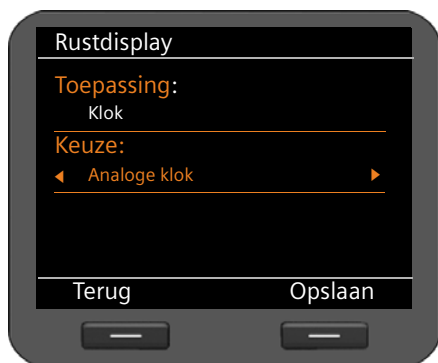 Rustdisplay
Toepassing:
Klok
Keuze:
Analoge klok
Terug Opslaan